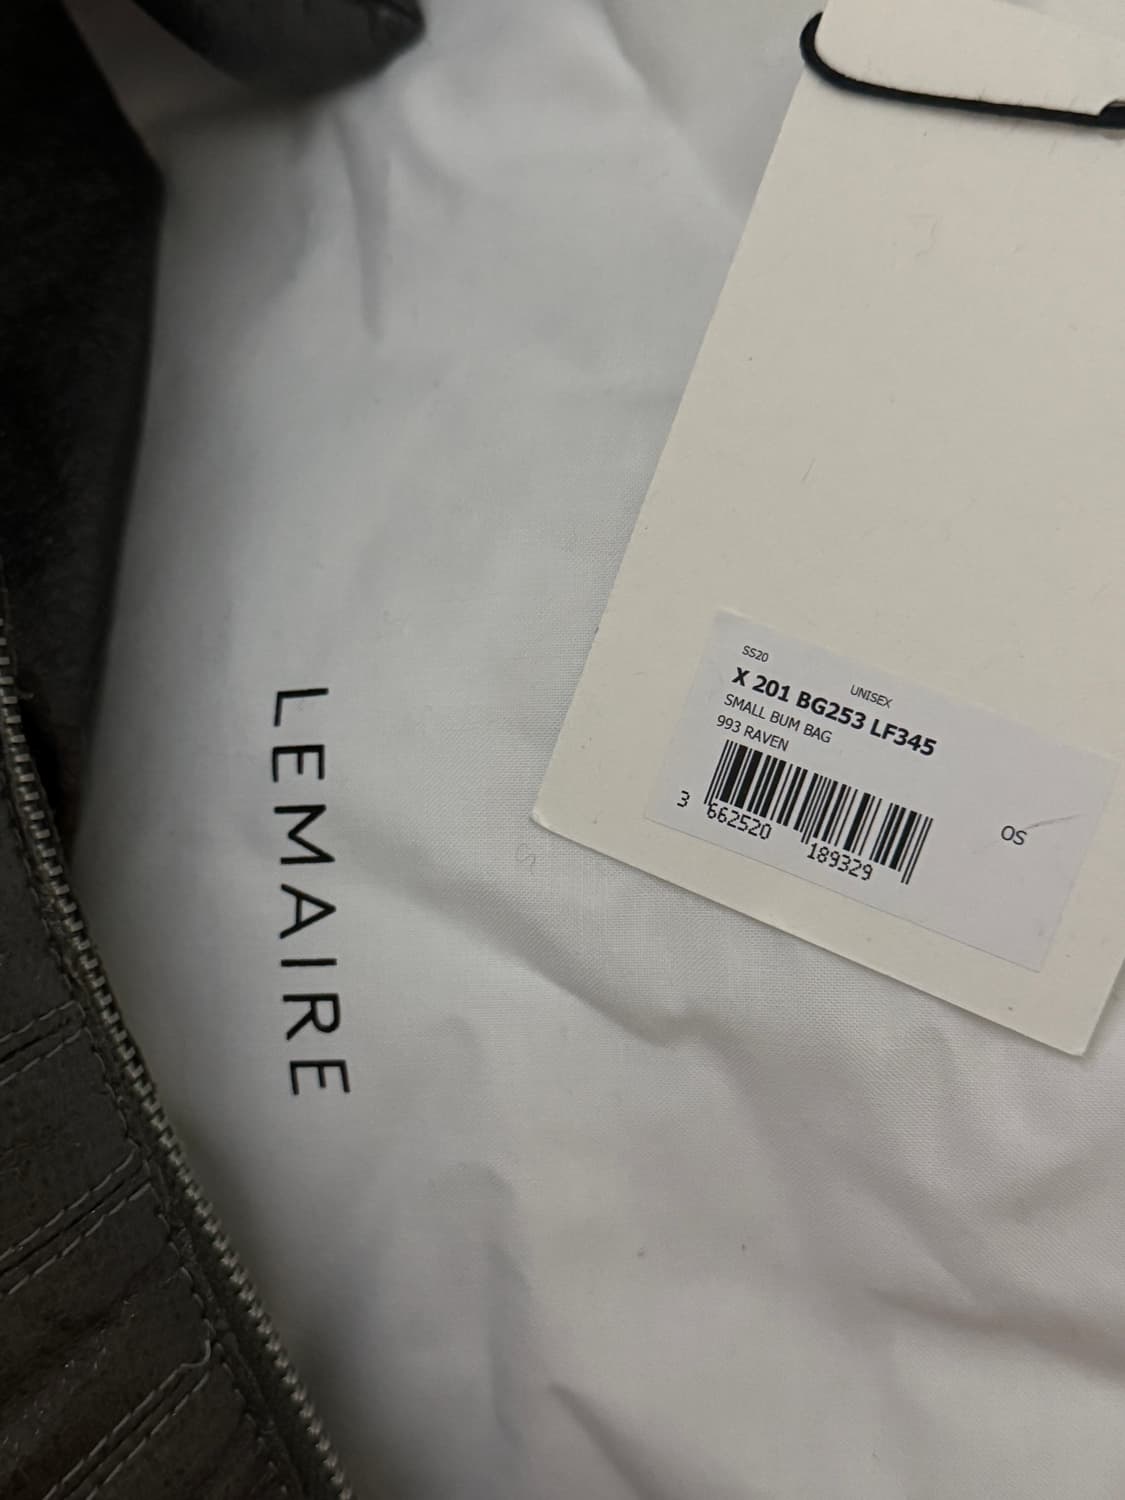 LEMAIRE
SS20
UNISEX
X 201 BG253 LF345
SMALL BUM BAG
993 RAVEN
3 662520 189329
OS